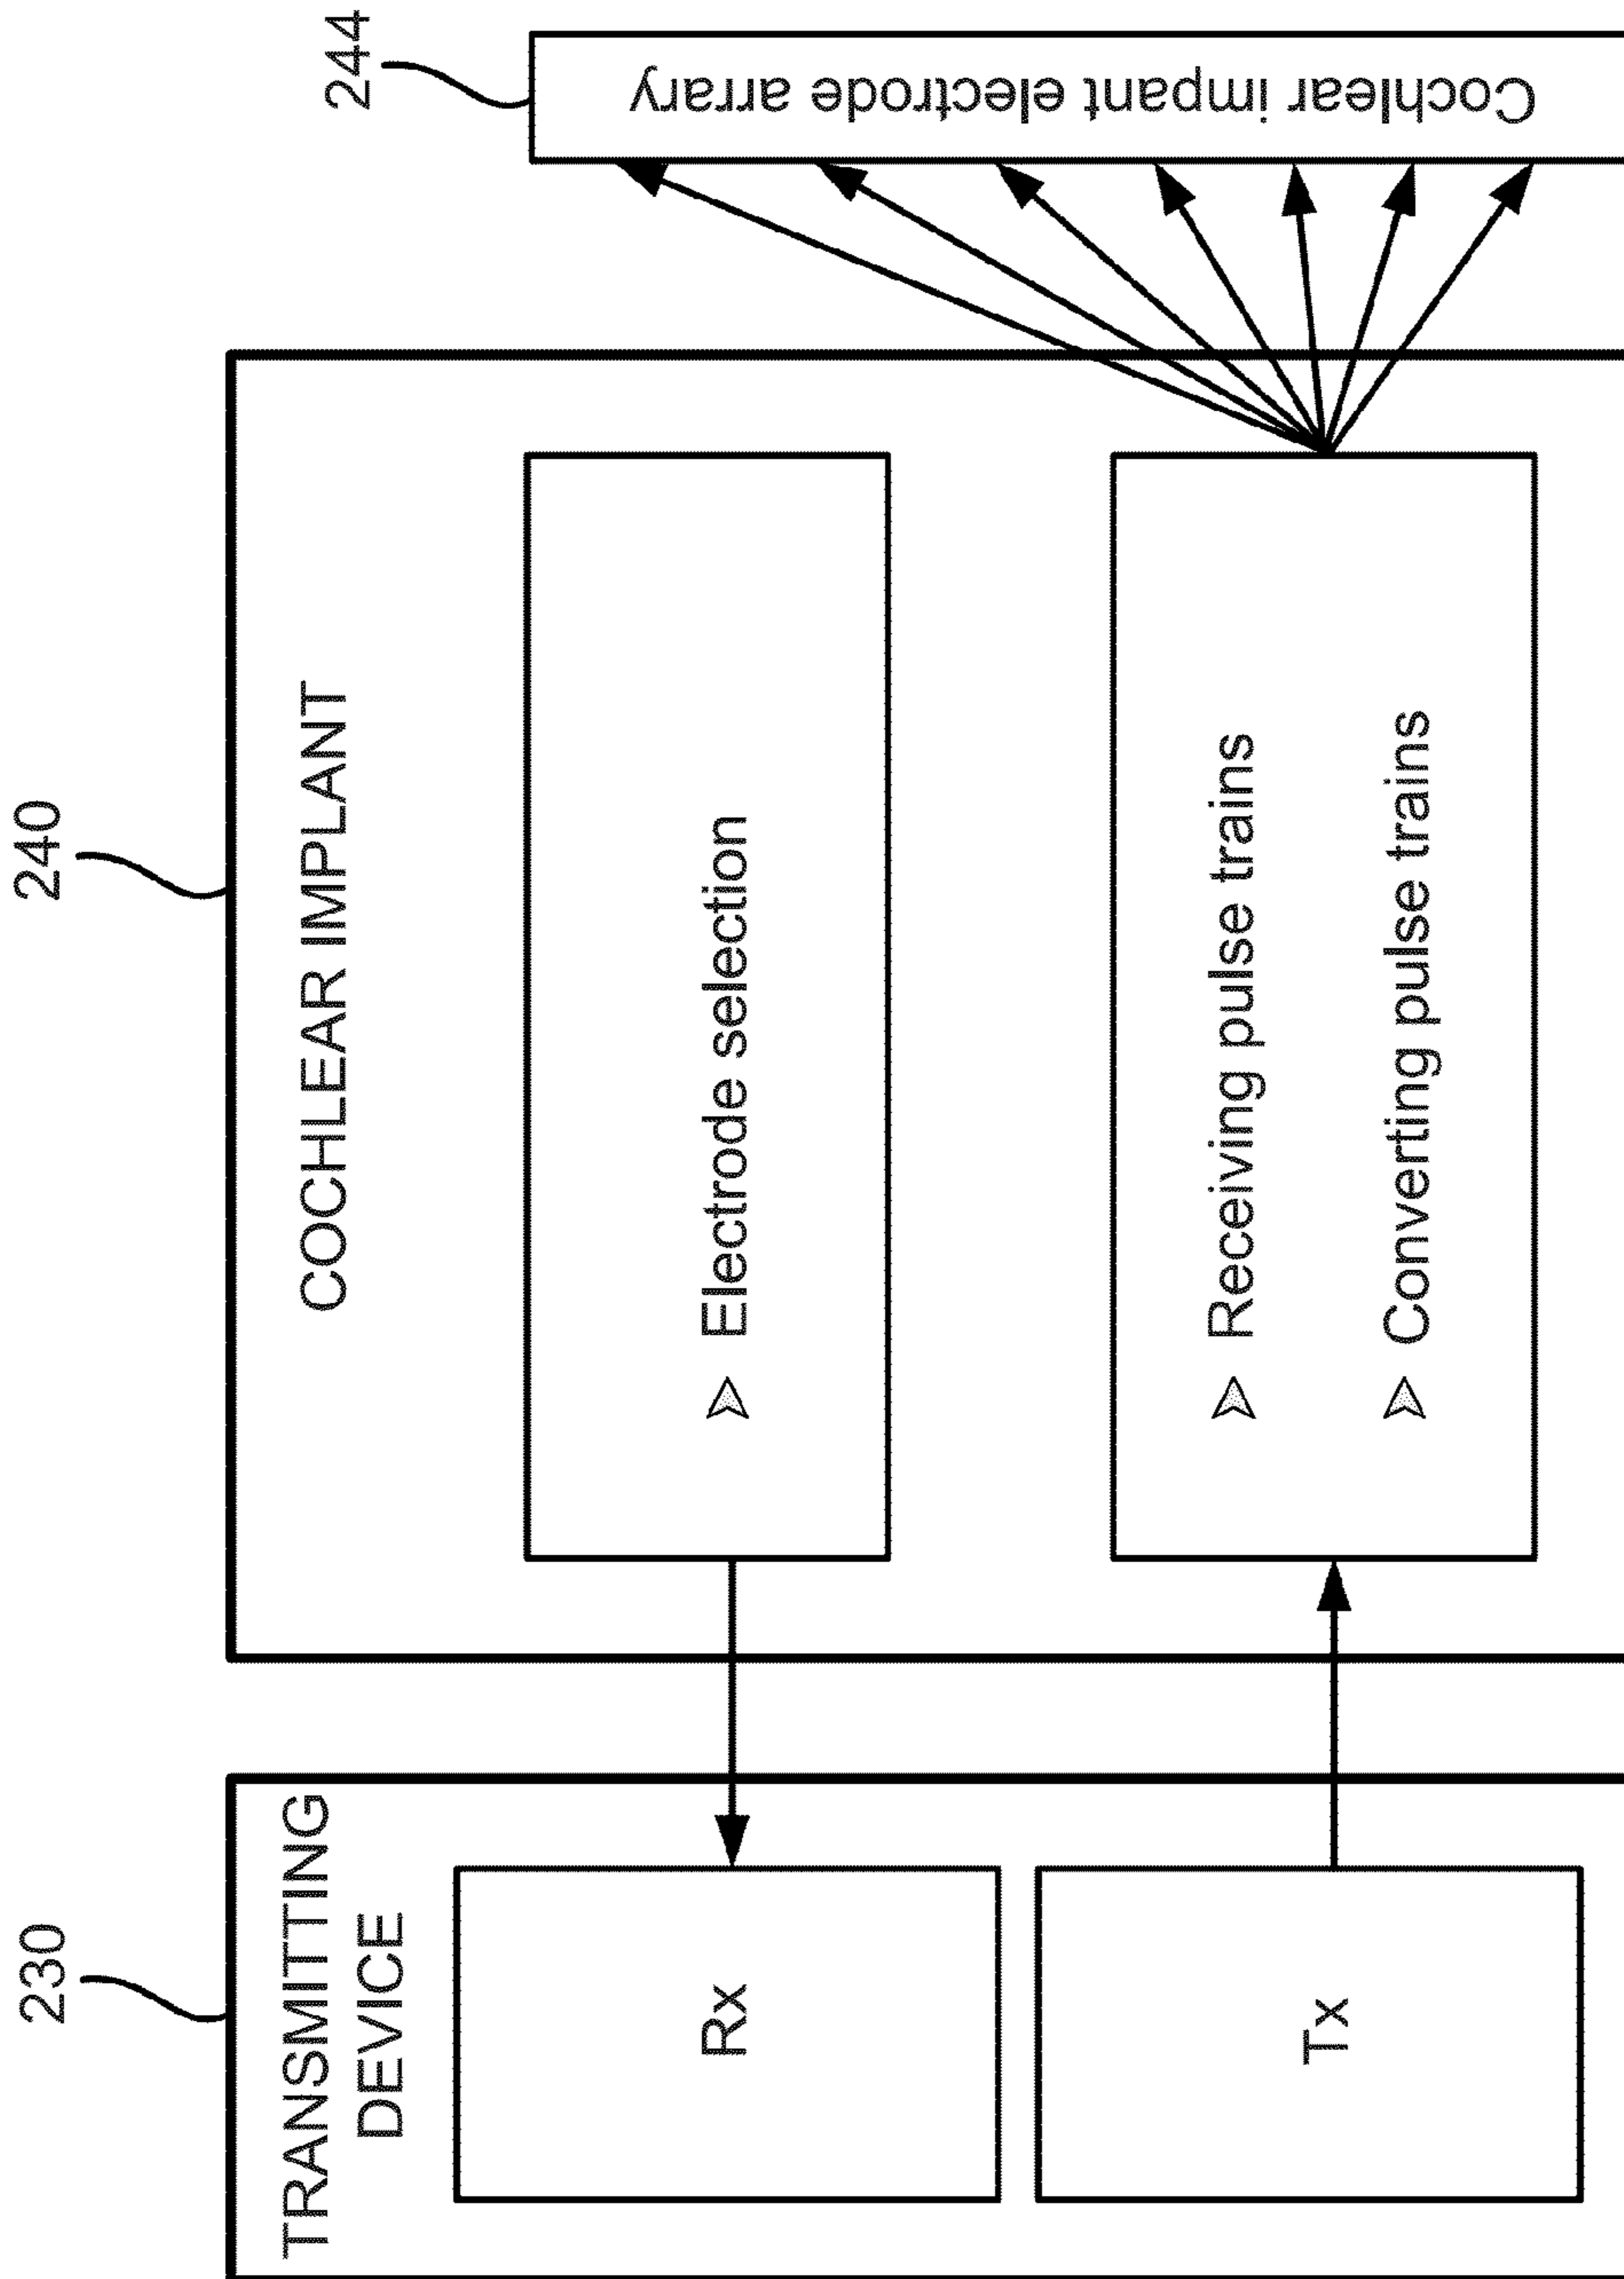 230
240
244
TRANSMITTING
DEVICE
Rx
Tx
COCHLEAR IMPLANT
Electrode selection
Receiving pulse trains
Converting pulse trains
Cochlear impant electrode arrary